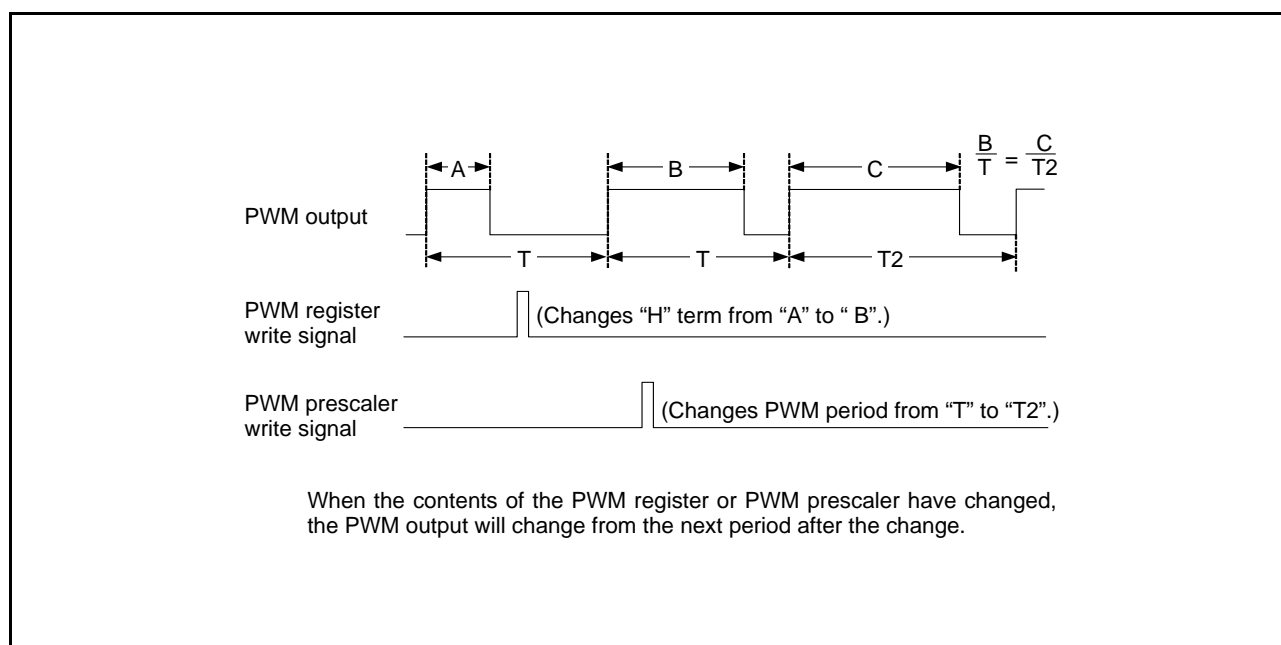 A
B
C
B/T = C/T2
PWM output
T
T
T2
PWM register
write signal
(Changes “H” term from “A” to “ B”.)
PWM prescaler
write signal
(Changes PWM period from “T” to “T2”.)
When the contents of the PWM register or PWM prescaler have changed,
the PWM output will change from the next period after the change.